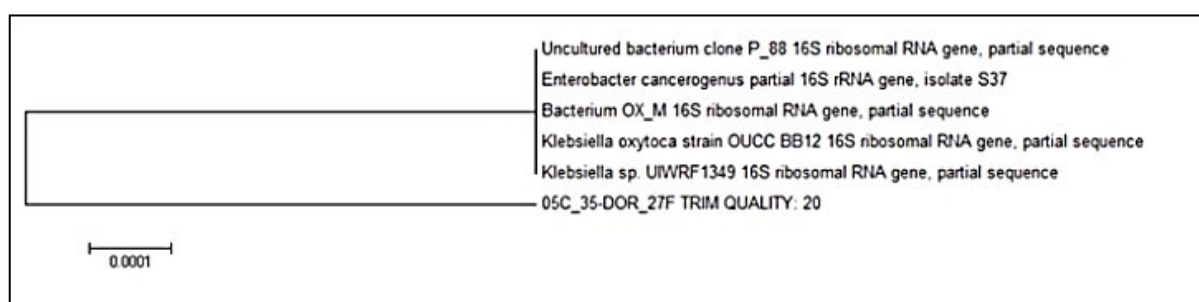 Uncultured bacterium clone P_88 16S ribosomal RNA gene, partial sequence
Enterobacter cancerogenus partial 16S rRNA gene, isolate S37
Bacterium OX_M 16S ribosomal RNA gene, partial sequence
Klebsiella oxytoca strain OUCC BB12 16S ribosomal RNA gene, partial sequence
Klebsiella sp. UIWRF1349 16S ribosomal RNA gene, partial sequence
05C_35-DOR_27F TRIM QUALITY: 20
0.0001